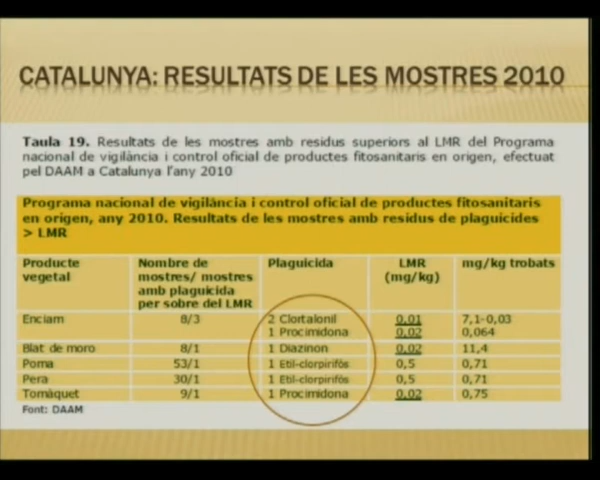 CATALUNYA: RESULTATS DE LES MOSTRES 2010
Taula 19. Resultats de les mostres amb residus superiors al LMR del Programa
nacional de vigilància i control oficial de productes fitosanitaris en origen, efectuat
pel DAAM a Catalunya l'any 2010
Programa nacional de vigilància i control oficial de productes fitosanitaris
en origen, any 2010. Resultats de les mostres amb residus de plaguicides
> LMR
Producte vegetal Nombre de mostres/ mostres amb plaguicida per sobre del LMR Plaguicida LMR (mg/kg) mg/kg trobats
Enciam 8/3 2 Clortalonil 0,01 7,1-0,03
1 Procimidona 0,02 0,064
Blat de moro 8/1 1 Diazinon 0,02 11,4
Poma 53/1 1 Etil-clorpirifós 0,5 0,71
Pera 30/1 1 Etil-clorpirifós 0,5 0,71
Tomàquet 9/1 1 Procimidona 0,02 0,75
Font: DAAM